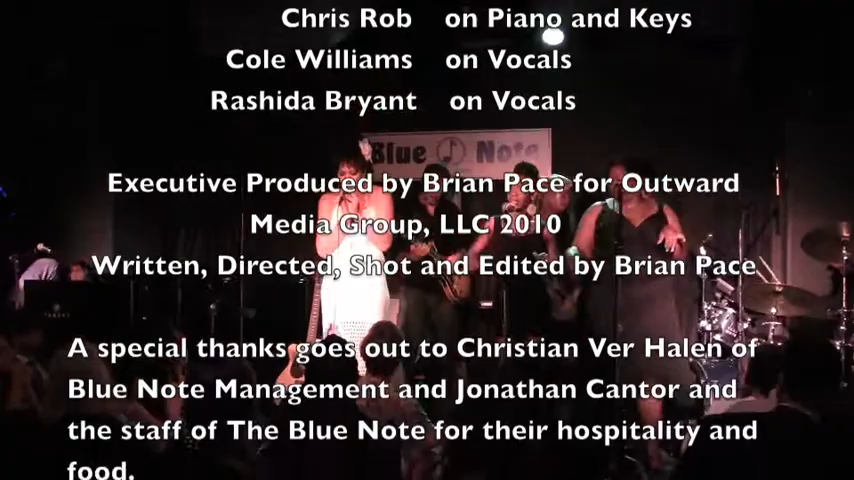 Chris Rob on Piano and Keys
Cole Williams on Vocals
Rashida Bryant on Vocals
Blue Note
Executive Produced by Brian Pace for Outward
Media Group, LLC 2010
Written, Directed, Shot and Edited by Brian Pace
A special thanks goes out to Christian Ver Halen of
Blue Note Management and Jonathan Cantor and
the staff of The Blue Note for their hospitality and
food.